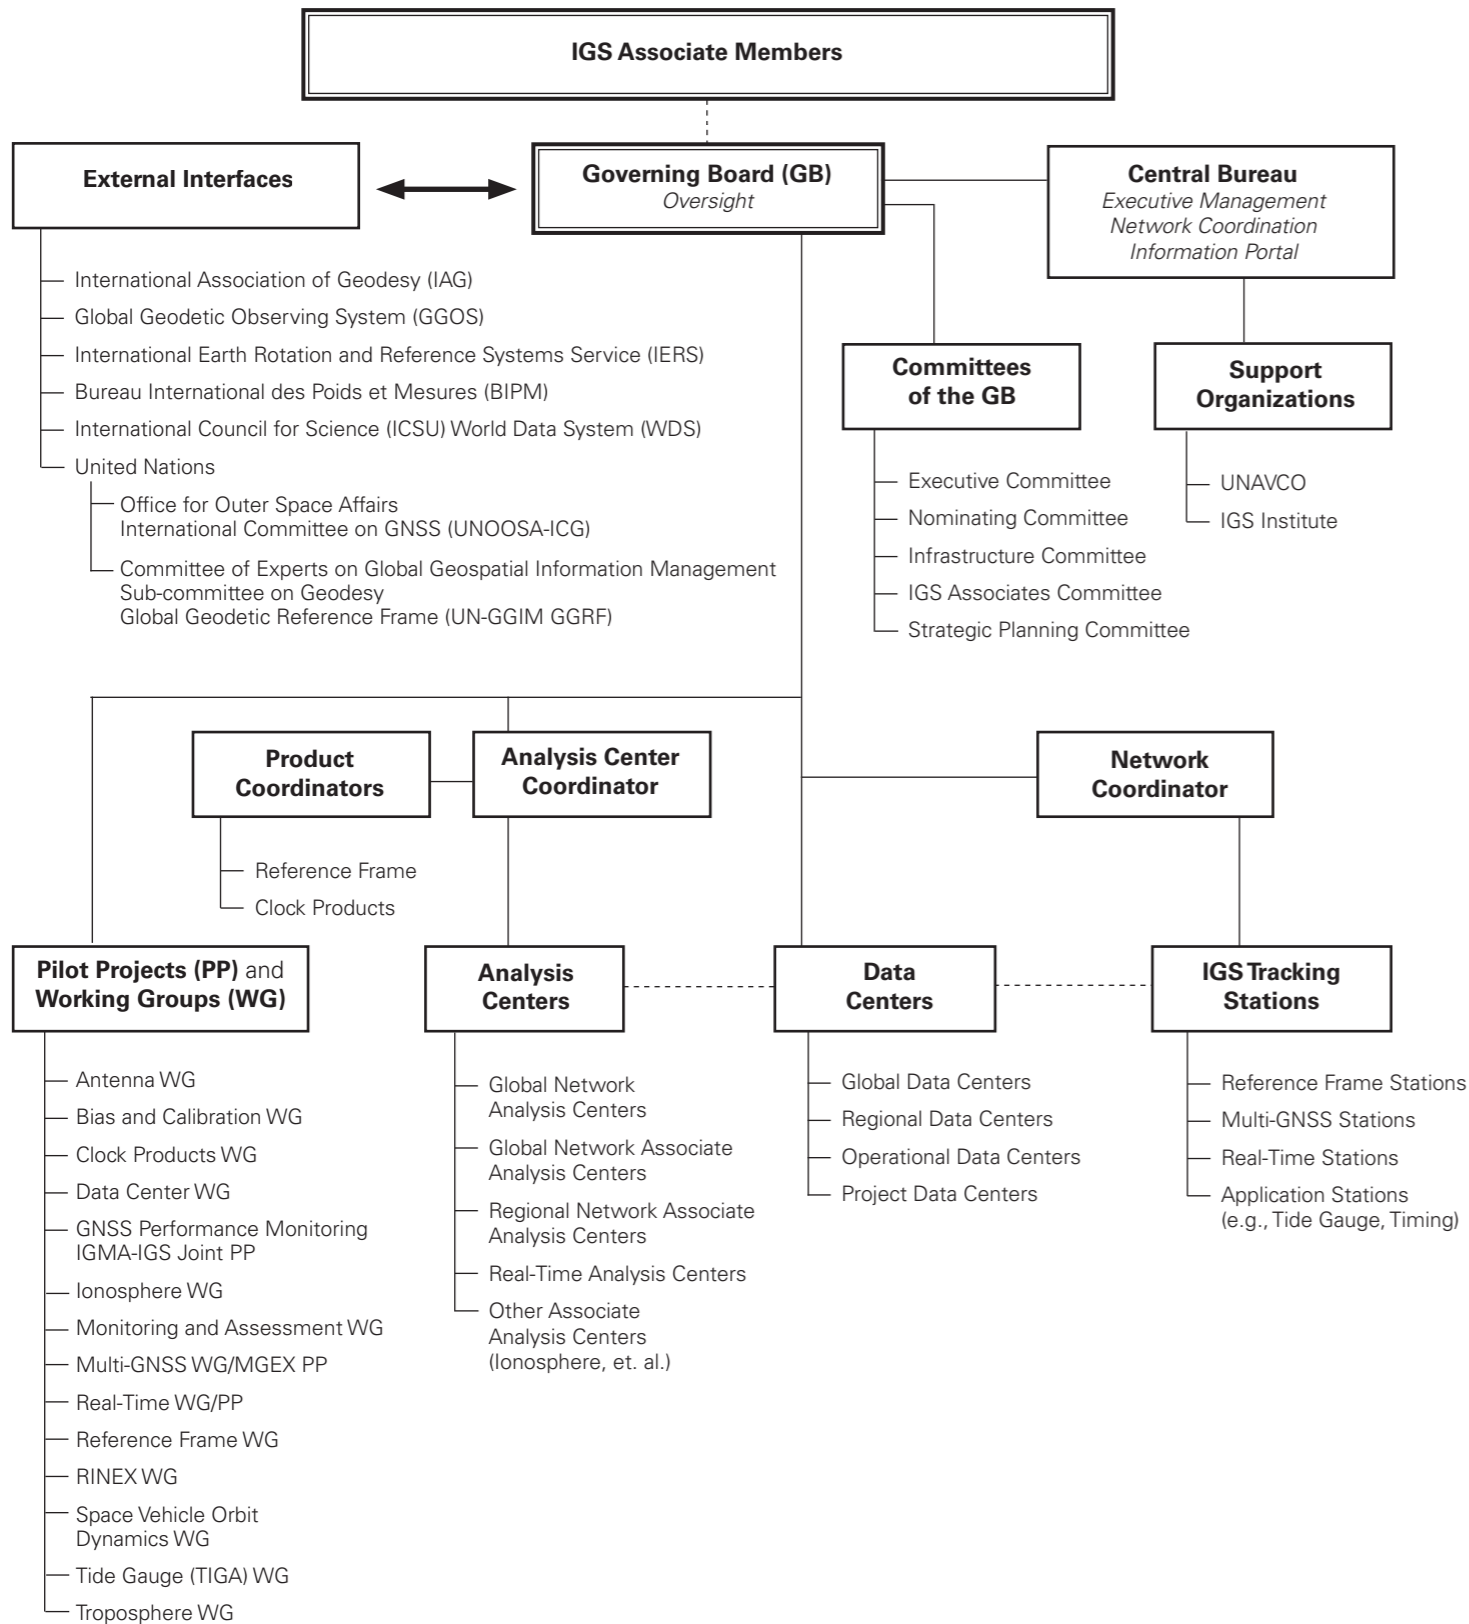 IGS Associate Members
External Interfaces
Governing Board (GB)
Oversight
Central Bureau
Executive Management
Network Coordination
Information Portal
International Association of Geodesy (IAG)
Global Geodetic Observing System (GGOS)
International Earth Rotation and Reference Systems Service (IERS)
Bureau International des Poids et Mesures (BIPM)
International Council for Science (ICSU) World Data System (WDS)
United Nations
Office for Outer Space Affairs
International Committee on GNSS (UNOOSA-ICG)
Committee of Experts on Global Geospatial Information Management
Sub-committee on Geodesy
Global Geodetic Reference Frame (UN-GGIM GGRF)
Committees
of the GB
Executive Committee
Nominating Committee
Infrastructure Committee
IGS Associates Committee
Strategic Planning Committee
Support
Organizations
UNAVCO
IGS Institute
Product
Coordinators
Reference Frame
Clock Products
Analysis Center
Coordinator
Network
Coordinator
Pilot Projects (PP) and
Working Groups (WG)
Antenna WG
Bias and Calibration WG
Clock Products WG
Data Center WG
GNSS Performance Monitoring
IGMA-IGS Joint PP
Ionosphere WG
Monitoring and Assessment WG
Multi-GNSS WG/MGEX PP
Real-Time WG/PP
Reference Frame WG
RINEX WG
Space Vehicle Orbit
Dynamics WG
Tide Gauge (TIGA) WG
Troposphere WG
Analysis
Centers
Global Network
Analysis Centers
Global Network Associate
Analysis Centers
Regional Network Associate
Analysis Centers
Real-Time Analysis Centers
Other Associate
Analysis Centers
(Ionosphere, et. al.)
Data
Centers
Global Data Centers
Regional Data Centers
Operational Data Centers
Project Data Centers
IGS Tracking
Stations
Reference Frame Stations
Multi-GNSS Stations
Real-Time Stations
Application Stations
(e.g., Tide Gauge, Timing)